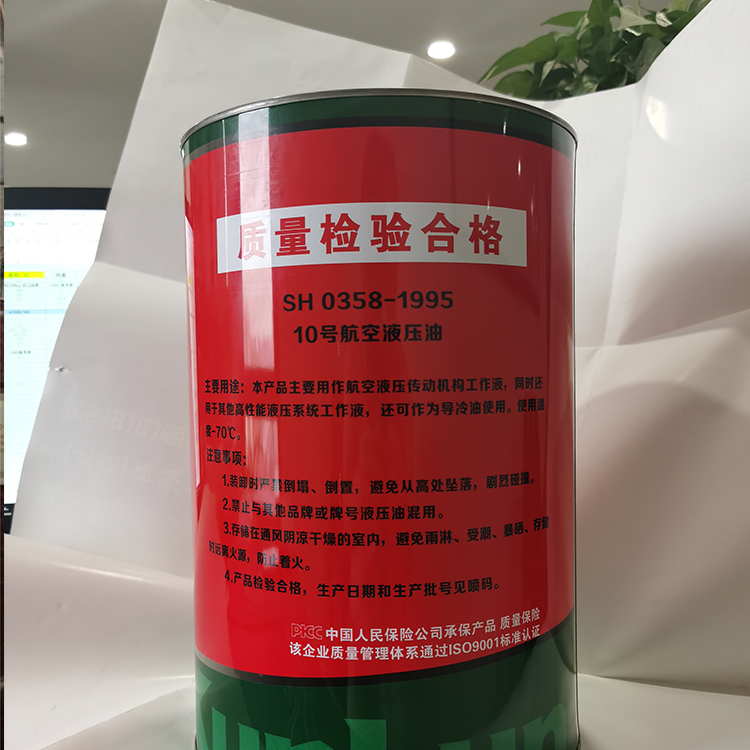 质量检验合格
SH 0358-1995
10号航空液压油
主要用途：本产品主要用作航空液压传动机构工作液，同时还
用于其他高性能液压系统工作液，还可作为导冷油使用。使用温
度-70℃。
注意事项：
1.装卸时严禁倒塌、倒置，避免从高处坠落，剧烈碰撞。
2.禁止与其他品牌或牌号液压油混用。
3.存储在通风阴凉干燥的室内，避免雨淋、受潮、暴晒、存储
时远离火源，防止着火。
4.产品检验合格，生产日期和生产批号见喷码。
PICC中国人民保险公司承保产品 质量保险
该企业质量管理体系通过ISO9001标准认证